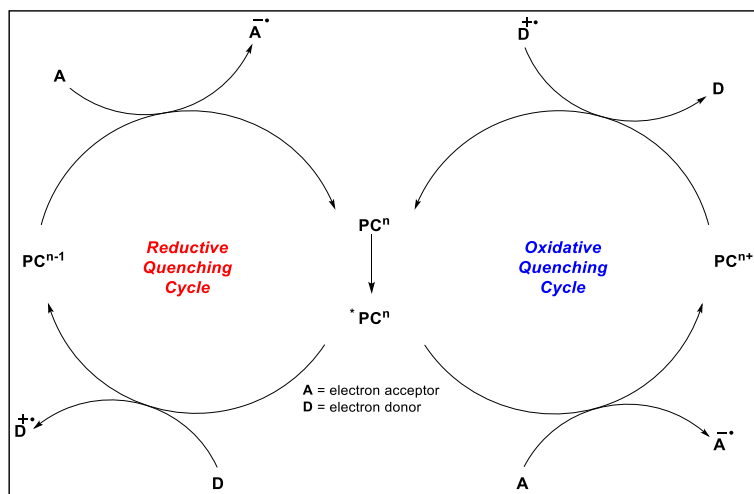 A⁻•
D⁺•
A
D
PCⁿ
Reductive
Quenching
Cycle
Oxidative
Quenching
Cycle
PCⁿ⁻¹
PCⁿ⁺
* PCⁿ
A = electron acceptor
D = electron donor
D⁺•
A⁻•
D
A